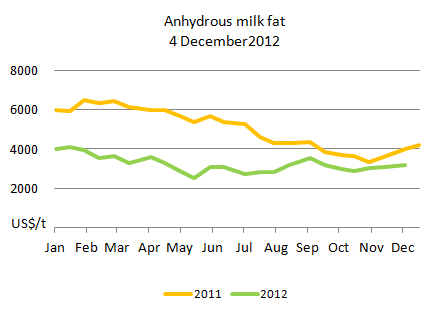 Anhydrous milk fat
4 December2012
8000
6000
4000
2000
US$/t
Jan Feb Mar Apr May Jun Jul Aug Sep Oct Nov Dec
2011 2012